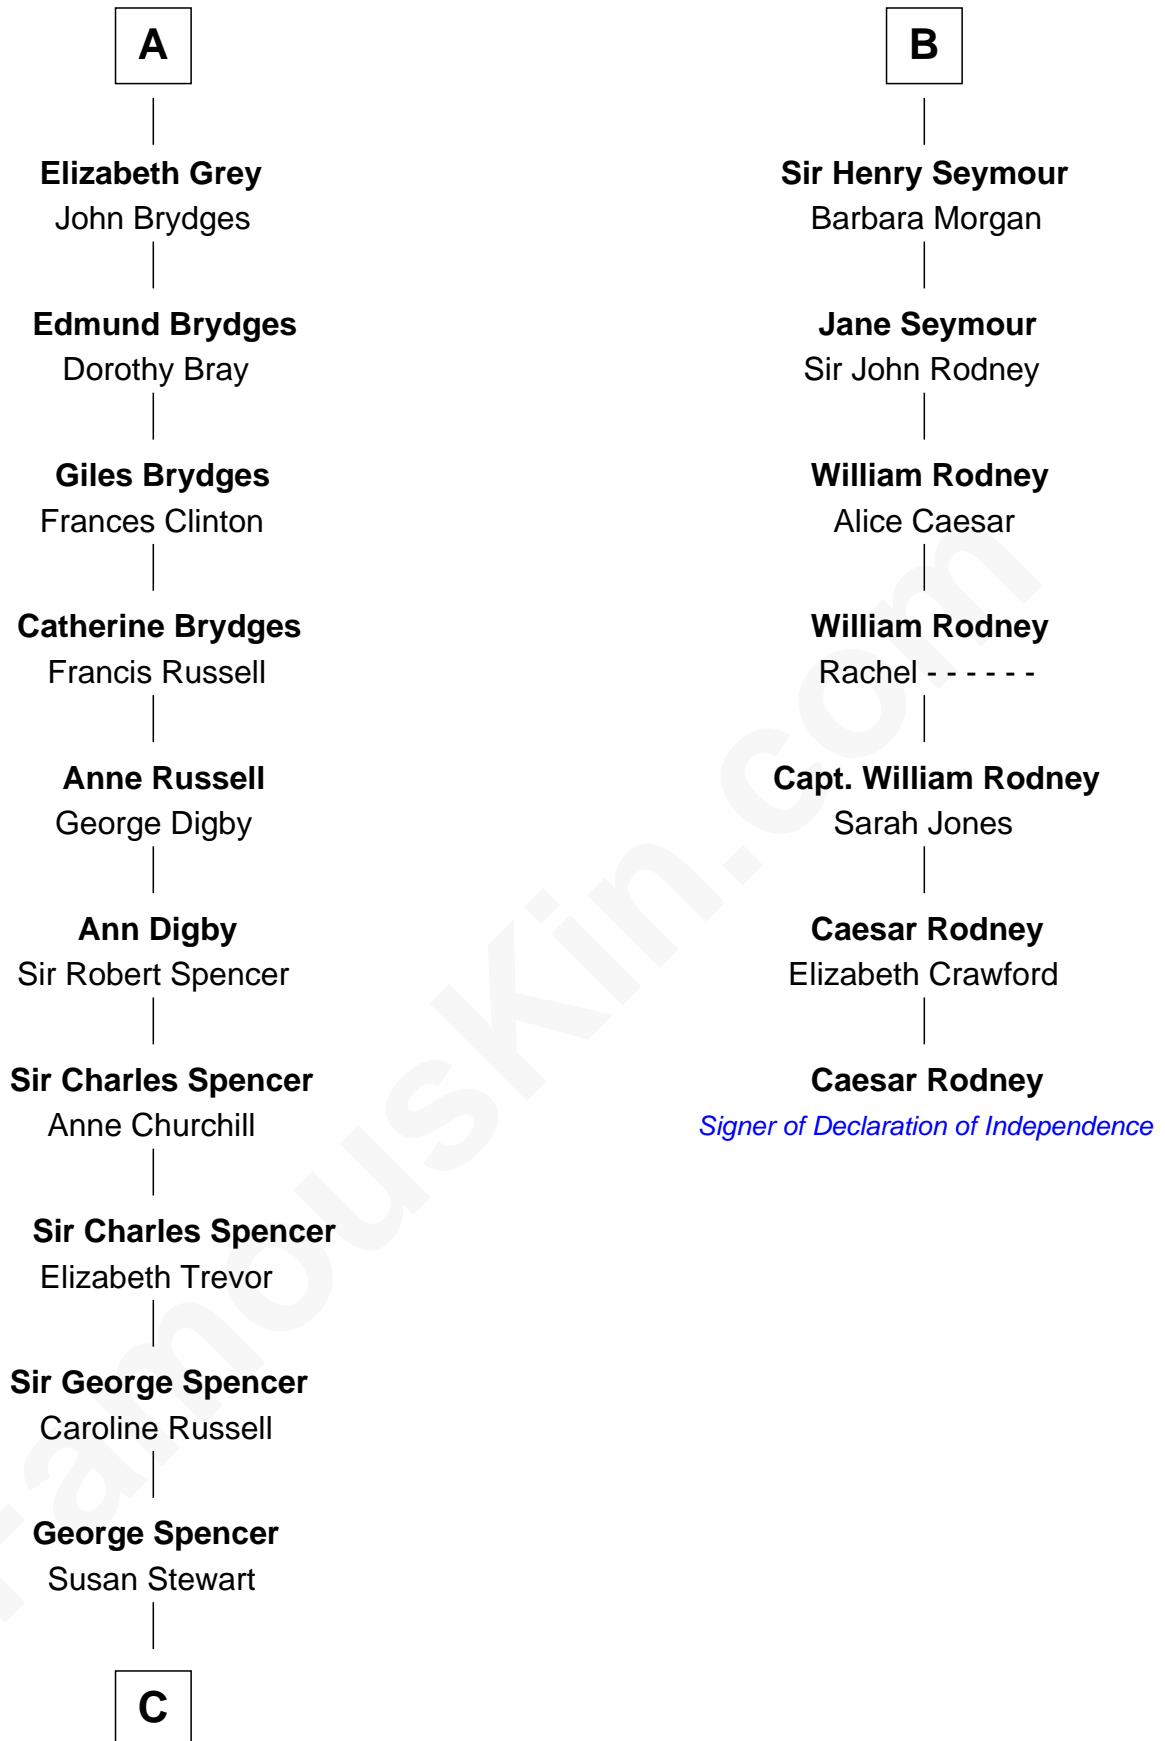 A
Elizabeth Grey
John Brydges
Edmund Brydges
Dorothy Bray
Giles Brydges
Frances Clinton
Catherine Brydges
Francis Russell
Anne Russell
George Digby
Ann Digby
Sir Robert Spencer
Sir Charles Spencer
Anne Churchill
Sir Charles Spencer
Elizabeth Trevor
Sir George Spencer
Caroline Russell
George Spencer
Susan Stewart
C
B
Sir Henry Seymour
Barbara Morgan
Jane Seymour
Sir John Rodney
William Rodney
Alice Caesar
William Rodney
Rachel - - - - - -
Capt. William Rodney
Sarah Jones
Caesar Rodney
Elizabeth Crawford
Caesar Rodney
Signer of Declaration of Independence
FamousKin.com